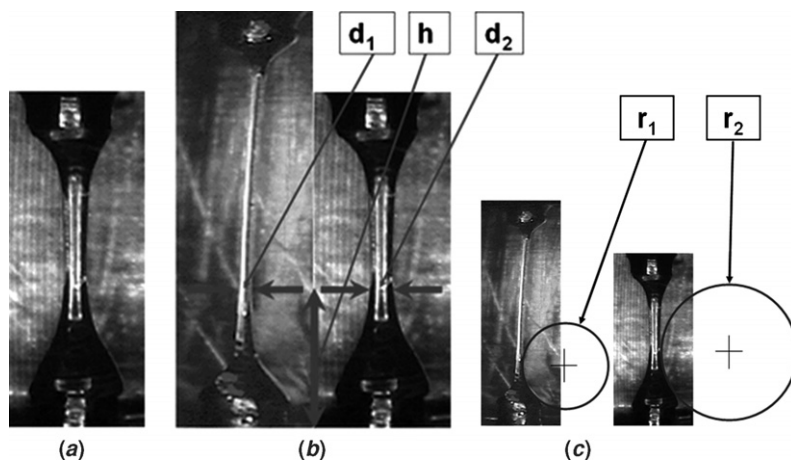 d₁ h d₂
r₁ r₂
(a) (b) (c)